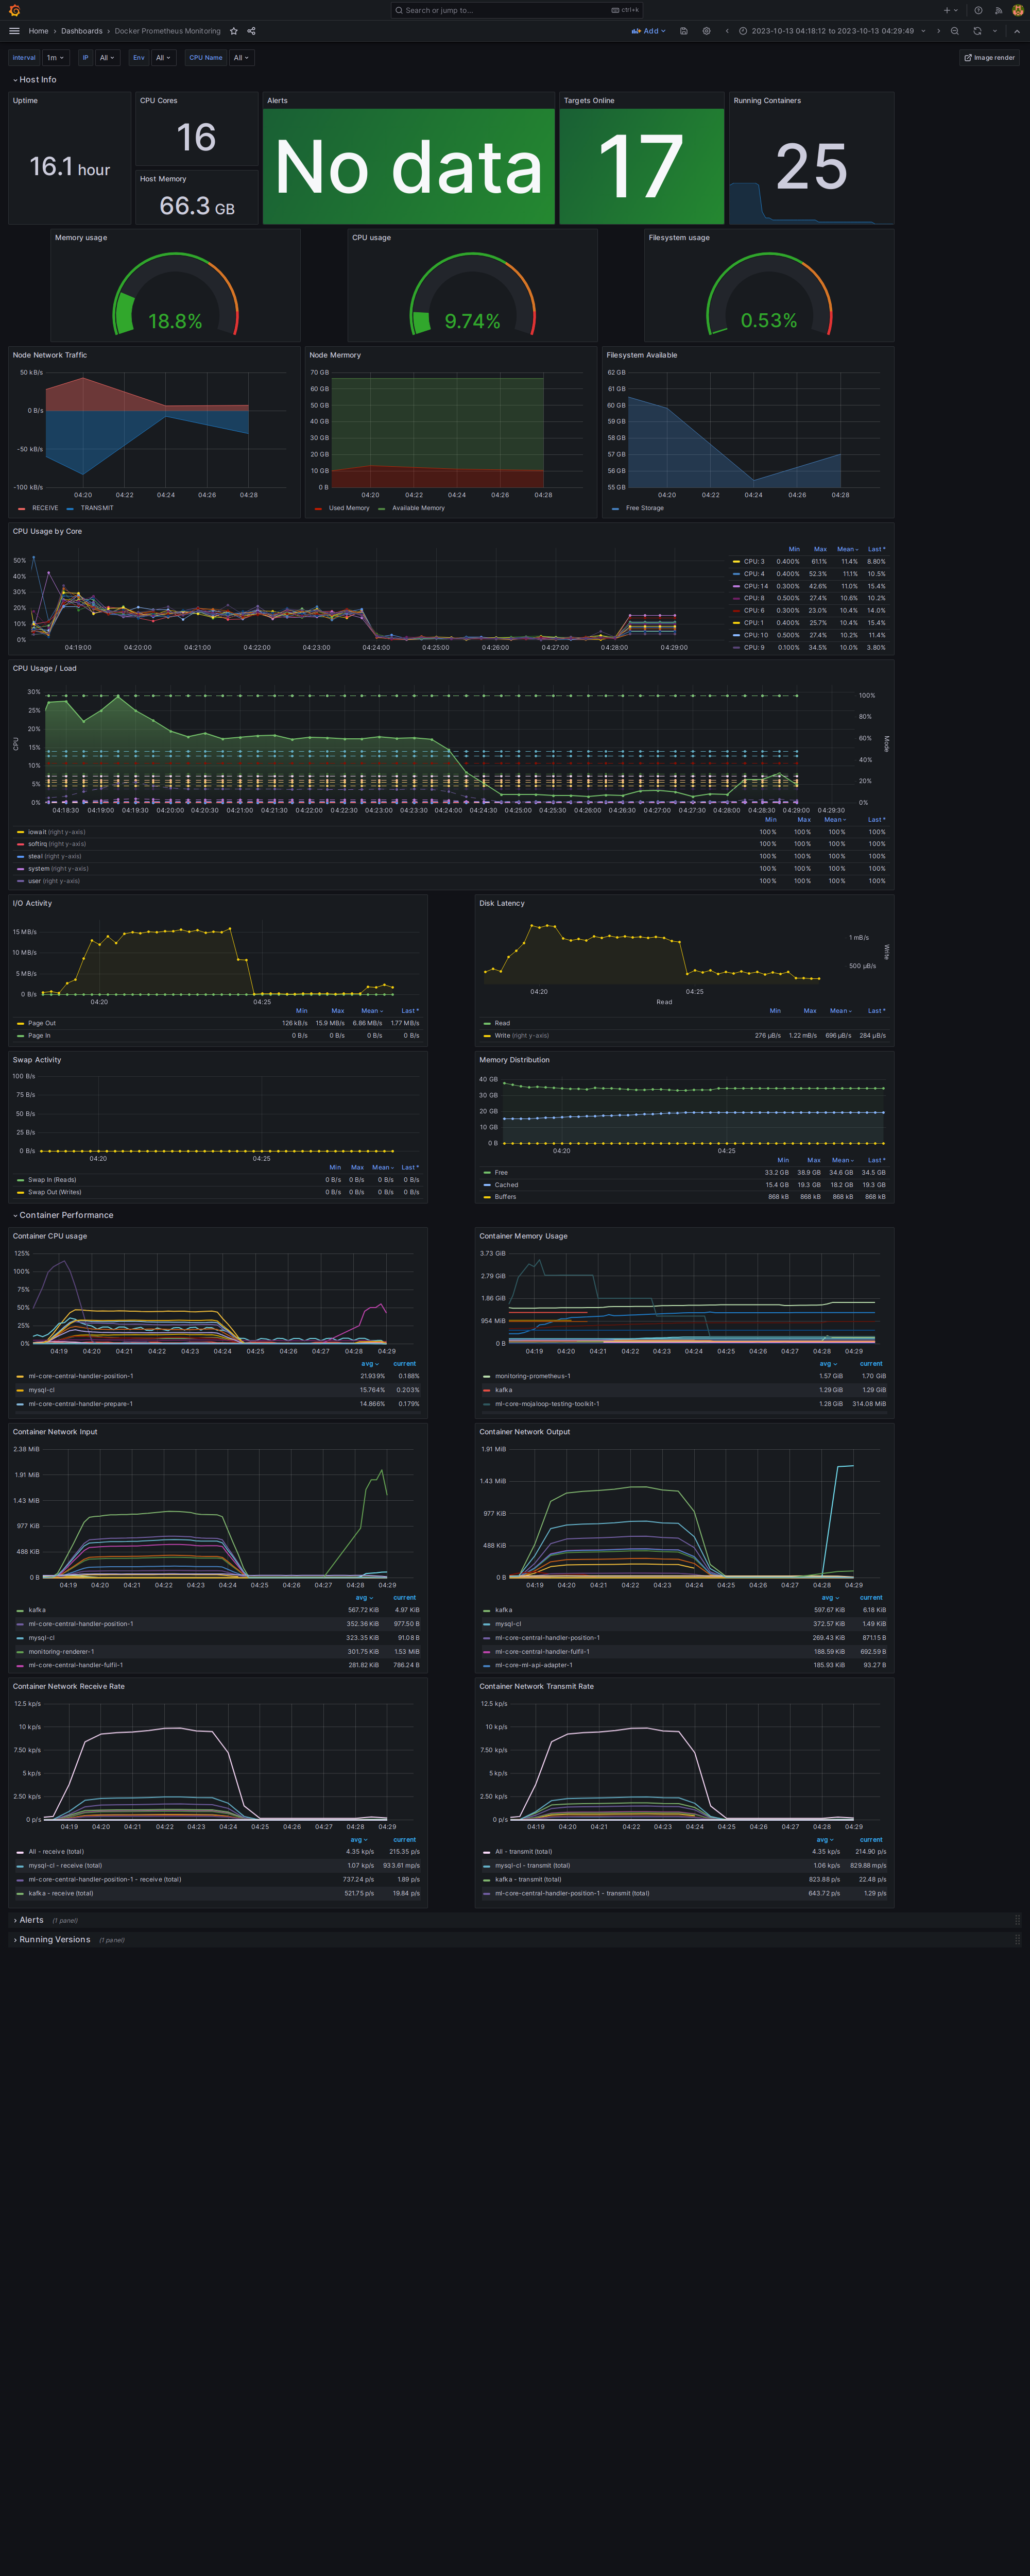 Search or jump to...
ctrl+k
Home › Dashboards › Docker Prometheus Monitoring
Add
2023-10-13 04:18:12 to 2023-10-13 04:29:49
Interval 1m IP All Env All CPU Name All
Image render
Host Info
Uptime
16.1 hour
CPU Cores
16
Host Memory
66.3 GB
Alerts
No data
Targets Online
17
Running Containers
25
Memory usage
18.8%
CPU usage
9.74%
Filesystem usage
0.53%
Node Network Traffic
50 kB/s
0 B/s
-50 kB/s
-100 kB/s
04:20 04:22 04:24 04:26 04:28
RECEIVE TRANSMIT
Node Mermory
70 GB
60 GB
50 GB
40 GB
30 GB
20 GB
10 GB
0 B
04:20 04:22 04:24 04:26 04:28
Used Memory Available Memory
Filesystem Available
62 GB
61 GB
60 GB
59 GB
58 GB
57 GB
56 GB
55 GB
04:20 04:22 04:24 04:26 04:28
Free Storage
CPU Usage by Core
50%
40%
30%
20%
10%
0%
04:19:00 04:20:00 04:21:00 04:22:00 04:23:00 04:24:00 04:25:00 04:26:00 04:27:00 04:28:00 04:29:00
Min Max Mean Last *
CPU: 3 0.400% 61.1% 11.4% 8.80%
CPU: 4 0.400% 52.3% 11.1% 10.5%
CPU: 14 0.300% 42.6% 11.0% 15.4%
CPU: 8 0.500% 27.4% 10.6% 10.2%
CPU: 6 0.300% 23.0% 10.4% 14.0%
CPU: 1 0.400% 25.7% 10.4% 15.4%
CPU: 10 0.500% 27.4% 10.2% 11.4%
CPU: 9 0.100% 34.5% 10.0% 3.80%
CPU Usage / Load
30%
25%
20%
15%
10%
5%
0%
CPU
100%
80%
60%
40%
20%
0%
Mode
04:18:30 04:19:00 04:19:30 04:20:00 04:20:30 04:21:00 04:21:30 04:22:00 04:22:30 04:23:00 04:23:30 04:24:00 04:24:30 04:25:00 04:25:30 04:26:00 04:26:30 04:27:00 04:27:30 04:28:00 04:28:30 04:29:00 04:29:30
Min Max Mean Last *
iowait (right y-axis) 100% 100% 100% 100%
softirq (right y-axis) 100% 100% 100% 100%
steal (right y-axis) 100% 100% 100% 100%
system (right y-axis) 100% 100% 100% 100%
user (right y-axis) 100% 100% 100% 100%
I/O Activity
15 MB/s
10 MB/s
5 MB/s
0 B/s
04:20 04:25
Min Max Mean Last *
Page Out 126 kB/s 15.9 MB/s 6.86 MB/s 1.77 MB/s
Page In 0 B/s 0 B/s 0 B/s 0 B/s
Disk Latency
1 mB/s
500 µB/s
Write
04:20 04:25
Read
Min Max Mean Last *
Read
Write (right y-axis) 276 µB/s 1.22 mB/s 696 µB/s 284 µB/s
Swap Activity
100 B/s
75 B/s
50 B/s
25 B/s
0 B/s
04:20 04:25
Min Max Mean Last *
Swap In (Reads) 0 B/s 0 B/s 0 B/s 0 B/s
Swap Out (Writes) 0 B/s 0 B/s 0 B/s 0 B/s
Memory Distribution
40 GB
30 GB
20 GB
10 GB
0 B
04:20 04:25
Min Max Mean Last *
Free 33.2 GB 38.9 GB 34.6 GB 34.5 GB
Cached 15.4 GB 19.3 GB 18.2 GB 19.3 GB
Buffers 868 kB 868 kB 868 kB 868 kB
Container Performance
Container CPU usage
125%
100%
75%
50%
25%
0%
04:19 04:20 04:21 04:22 04:23 04:24 04:25 04:26 04:27 04:28 04:29
avg current
ml-core-central-handler-position-1 21.939% 0.188%
mysql-cl 15.764% 0.203%
ml-core-central-handler-prepare-1 14.866% 0.179%
Container Memory Usage
3.73 GiB
2.79 GiB
1.86 GiB
954 MiB
0 B
04:19 04:20 04:21 04:22 04:23 04:24 04:25 04:26 04:27 04:28 04:29
avg current
monitoring-prometheus-1 1.57 GiB 1.70 GiB
kafka 1.29 GiB 1.29 GiB
ml-core-mojaloop-testing-toolkit-1 1.28 GiB 314.08 MiB
Container Network Input
2.38 MiB
1.91 MiB
1.43 MiB
977 KiB
488 KiB
0 B
04:19 04:20 04:21 04:22 04:23 04:24 04:25 04:26 04:27 04:28 04:29
avg current
kafka 567.72 KiB 4.97 KiB
ml-core-central-handler-position-1 352.36 KiB 977.50 B
mysql-cl 323.35 KiB 91.08 B
monitoring-renderer-1 301.75 KiB 1.53 MiB
ml-core-central-handler-fulfil-1 281.82 KiB 786.24 B
Container Network Output
1.91 MiB
1.43 MiB
977 KiB
488 KiB
0 B
04:19 04:20 04:21 04:22 04:23 04:24 04:25 04:26 04:27 04:28 04:29
avg current
kafka 597.67 KiB 6.18 KiB
mysql-cl 372.57 KiB 1.49 KiB
ml-core-central-handler-position-1 269.43 KiB 871.15 B
ml-core-central-handler-fulfil-1 188.59 KiB 692.59 B
ml-core-ml-api-adapter-1 185.93 KiB 93.27 B
Container Network Receive Rate
12.5 kp/s
10 kp/s
7.50 kp/s
5 kp/s
2.50 kp/s
0 p/s
04:19 04:20 04:21 04:22 04:23 04:24 04:25 04:26 04:27 04:28 04:29
avg current
All - receive (total) 4.35 kp/s 215.35 p/s
mysql-cl - receive (total) 1.07 kp/s 933.61 mp/s
ml-core-central-handler-position-1 - receive (total) 737.24 p/s 1.89 p/s
kafka - receive (total) 521.75 p/s 19.84 p/s
Container Network Transmit Rate
12.5 kp/s
10 kp/s
7.50 kp/s
5 kp/s
2.50 kp/s
0 p/s
04:19 04:20 04:21 04:22 04:23 04:24 04:25 04:26 04:27 04:28 04:29
avg current
All - transmit (total) 4.35 kp/s 214.90 p/s
mysql-cl - transmit (total) 1.06 kp/s 829.88 mp/s
kafka - transmit (total) 823.88 p/s 22.48 p/s
ml-core-central-handler-position-1 - transmit (total) 643.72 p/s 1.29 p/s
Alerts (1 panel)
Running Versions (1 panel)